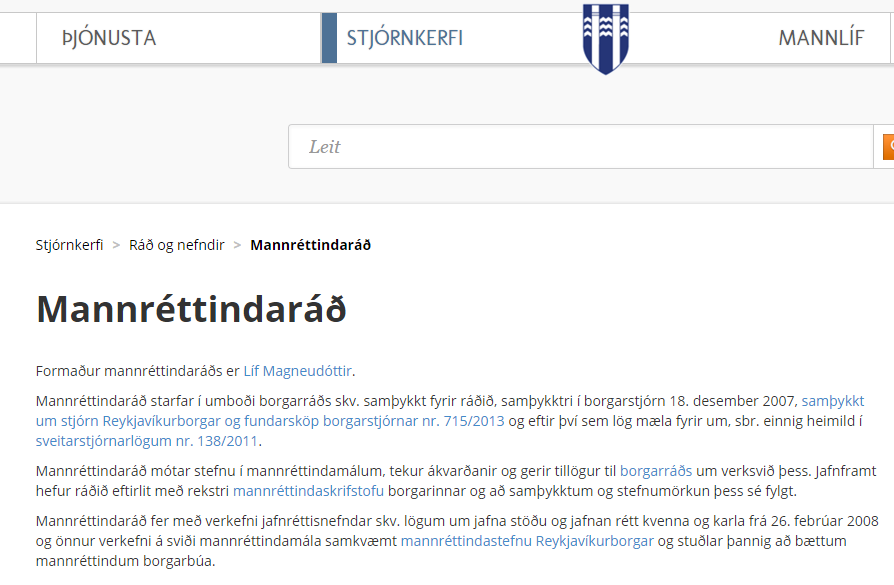 ÞJÓNUSTA STJÓRNKERFI MANNLÍF
Leit
Stjórnkerfi > Ráð og nefndir > Mannréttindaráð
Mannréttindaráð
Formaður mannréttindaráðs er Líf Magneudóttir.
Mannréttindaráð starfar í umboði borgarráðs skv. samþykkt fyrir ráðið, samþykktri í borgarstjórn 18. desember 2007, samþykkt
um stjórn Reykjavíkurborgar og fundarsköp borgarstjórnar nr. 715/2013 og eftir því sem lög mæla fyrir um, sbr. einnig heimild í
sveitarstjórnarlögum nr. 138/2011.
Mannréttindaráð mótar stefnu í mannréttindamálum, tekur ákvarðanir og gerir tillögur til borgarráðs um verksvið þess. Jafnframt
hefur ráðið eftirlit með rekstri mannréttindaskrifstofu borgarinnar og að samþykktum og stefnumörkun þess sé fylgt.
Mannréttindaráð fer með verkefni jafnréttisnefndar skv. lögum um jafna stöðu og jafnan rétt kvenna og karla frá 26. febrúar 2008
og önnur verkefni á sviði mannréttindamála samkvæmt mannréttindastefnu Reykjavíkurborgar og stuðlar þannig að bættum
mannréttindum borgarbúa.